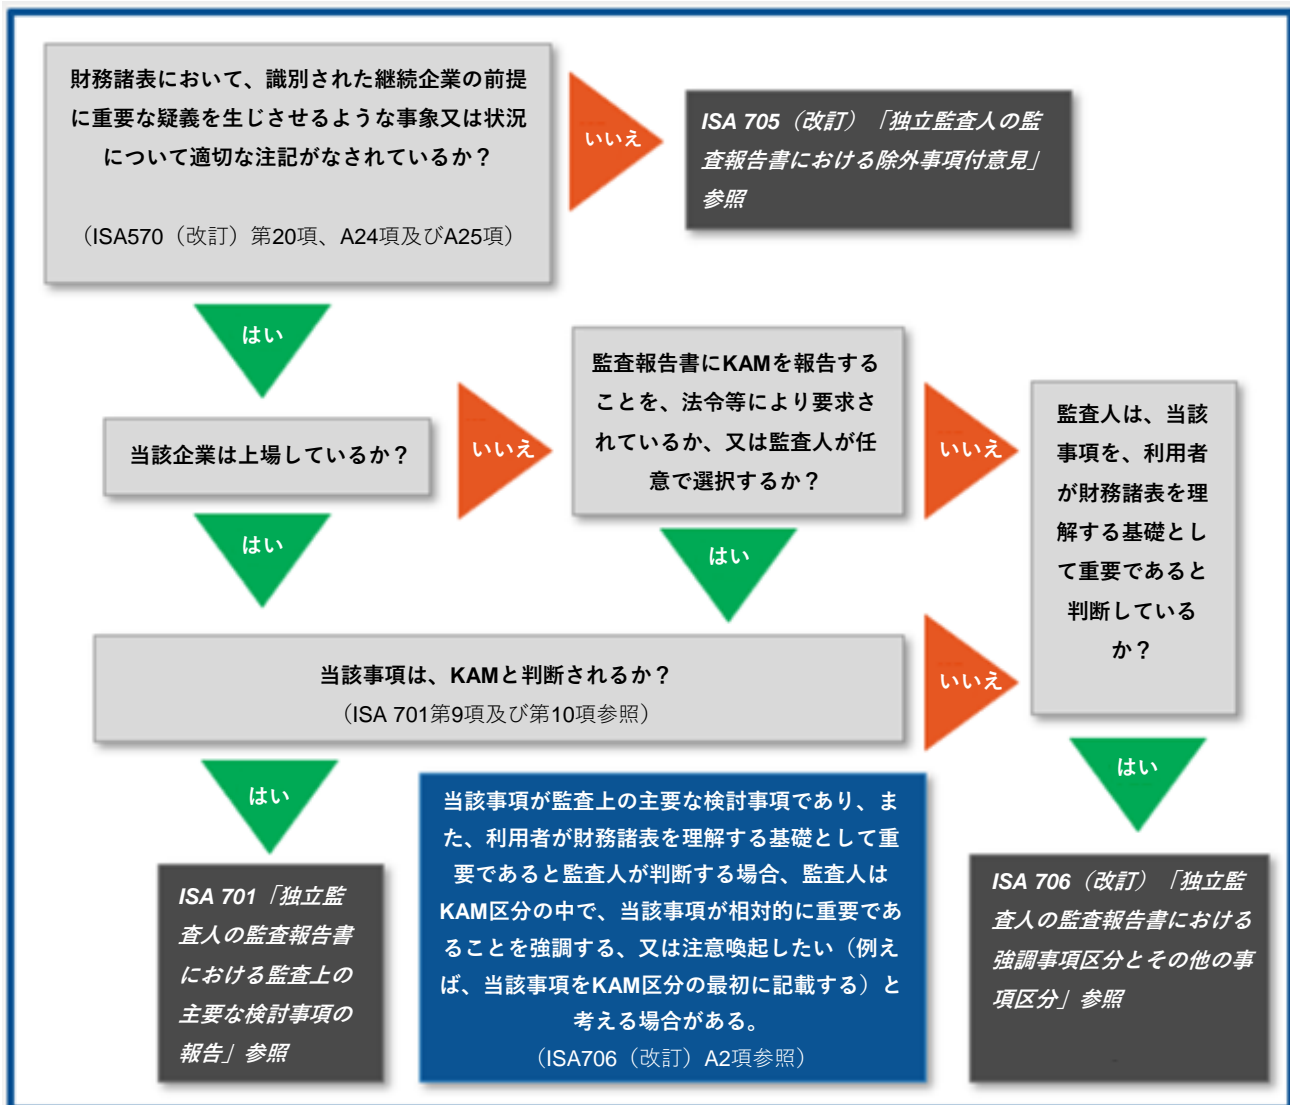 財務諸表において、識別された継続企業の前提
に重要な疑義を生じさせるような事象又は状況
について適切な注記がなされているか？
（ISA570（改訂）第20項、A24項及びA25項）
いいえ
ISA 705（改訂）「独立監査人の監
査報告書における除外事項付意見」
参照
はい
当該企業は上場しているか？
いいえ
監査報告書にKAMを報告する
ことを、法令等により要求さ
れているか、又は監査人が任
意で選択するか？
いいえ
監査人は、当該
事項を、利用者
が財務諸表を理
解する基礎とし
て重要であると
判断している
か？
はい
はい
当該事項は、KAMと判断されるか？
（ISA 701第9項及び第10項参照）
いいえ
はい
はい
ISA 701「独立監
査人の監査報告書
における監査上の
主要な検討事項の
報告」参照
当該事項が監査上の主要な検討事項であり、ま
た、利用者が財務諸表を理解する基礎として重
要であると監査人が判断する場合、監査人は
KAM区分の中で、当該事項が相対的に重要であ
ることを強調する、又は注意喚起したい（例え
ば、当該事項をKAM区分の最初に記載する）と
考える場合がある。
（ISA706（改訂）A2項参照）
ISA 706（改訂）「独立監
査人の監査報告書における
強調事項区分とその他の事
項区分」参照